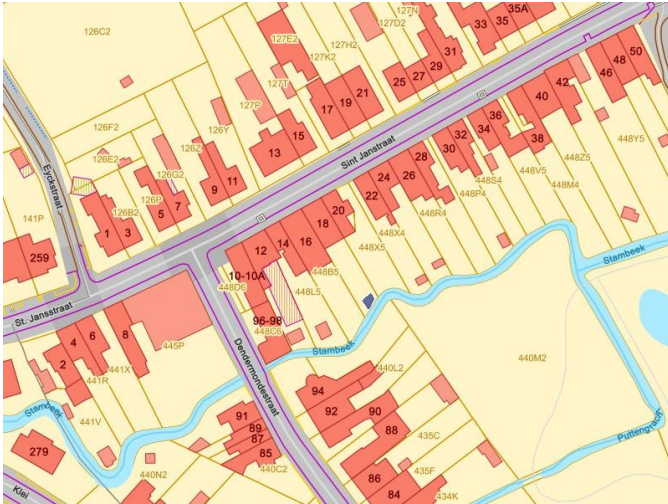 126C2
127D2
127N
35A
33
35
127E2
127H2
127K2
31
29
27
25
50
48
46
127T
21
19
17
127P
42
40
126F2
126Y
15
13
36
34
38
126Z
126E2
126G2
Sint Janstraat
32
30
448Y5
448Z5
Eyckstraat
126P
11
9
28
26
24
22
448V5
448M4
448S4
448P4
141P
126B2
7
5
3
1
20
18
448R4
448X4
16
14
12
448X5
Stambeek
259
10-10A
448B5
448D6
448L5
St. Jansstraat
96-98
448C6
6
4
2
8
445P
Dendermondestraat
Stambeek
440M2
441X
441R
440L2
94
92
90
88
Stambeek
441V
91
89
87
85
435C
Puttengracht
279
440N2
440C2
86
84
435F
434K
Klei